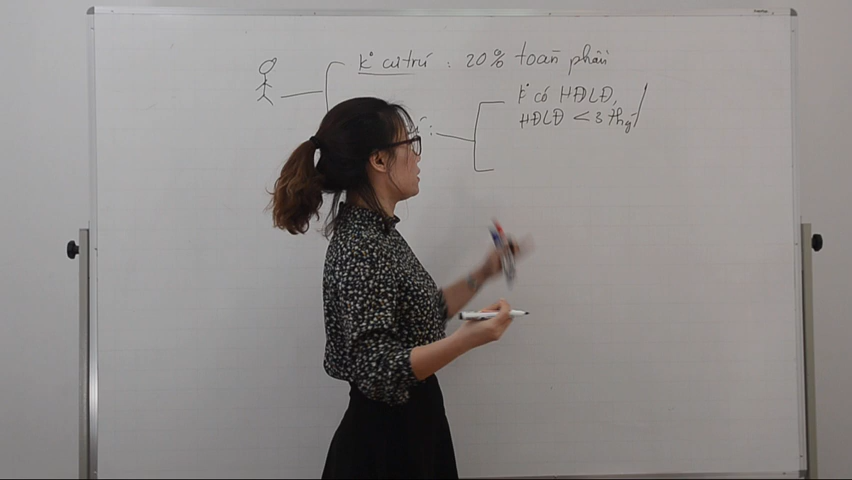 k° cư trú : 20% toàn phần
k° có HĐLĐ,
HĐLĐ < 3 thg